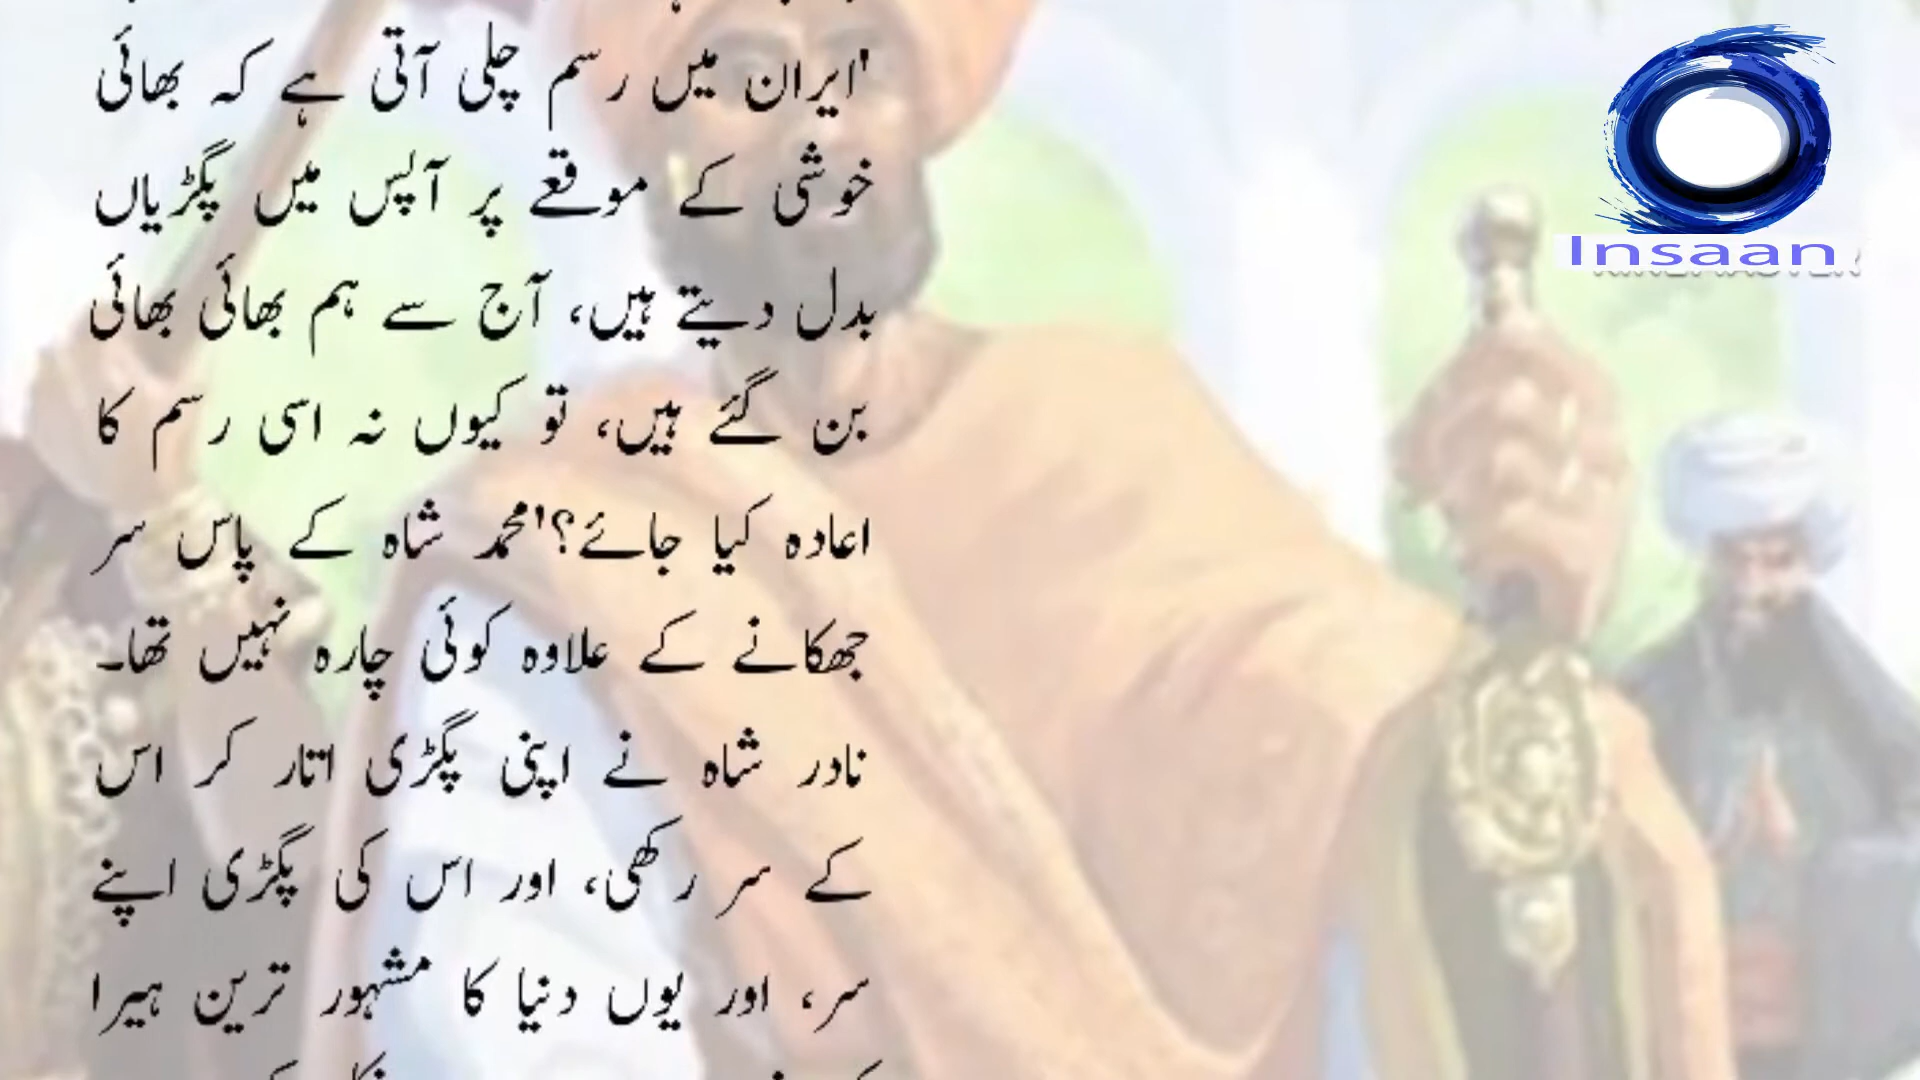 'ایران میں رسم چلی آتی ہے کہ بھائی
خوشی کے موقعے پر آپس میں پگڑیاں
بدل دیتے ہیں، آج سے ہم بھائی بھائی
بن گئے ہیں، تو کیوں نہ اسی رسم کا
اعادہ کیا جائے؟'محمد شاہ کے پاس سر
جھکانے کے علاوہ کوئی چارہ نہیں تھا۔
نادر شاہ نے اپنی پگڑی اتار کر اس
کے سر رکھی، اور اس کی پگڑی اپنے
سر، اور یوں دنیا کا مشہور ترین ہیرا
Insaan